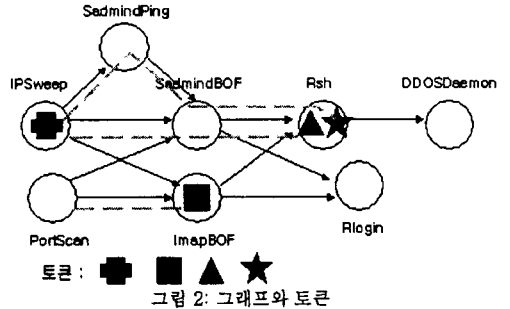 SadmindPing
IPSweep
SadmindBOF
Rsh
DDOSDaemon
PortScan
ImapBOF
Rlogin
토큰 :
그림 2: 그래프와 토큰